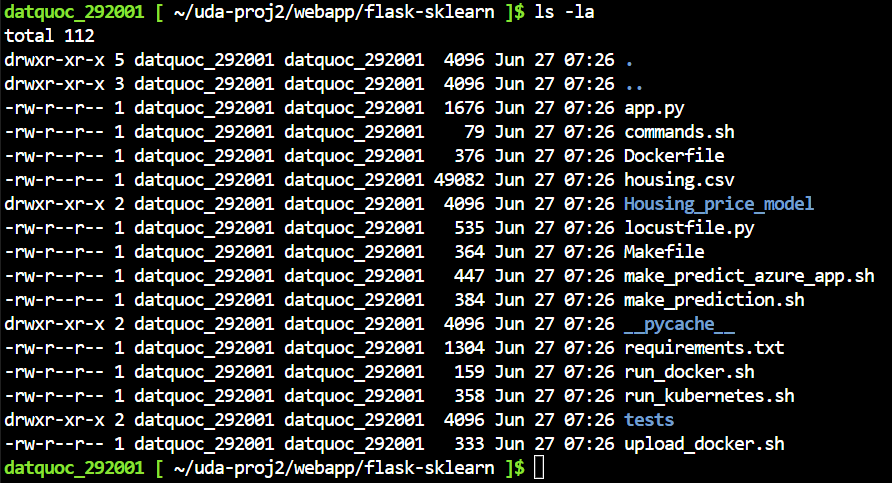 datquoc_292001 [ ~/uda-proj2/webapp/flask-sklearn ]$ ls -la
total 112
drwxr-xr-x 5 datquoc_292001 datquoc_292001  4096 Jun 27 07:26 .
drwxr-xr-x 3 datquoc_292001 datquoc_292001  4096 Jun 27 07:26 ..
-rw-r--r-- 1 datquoc_292001 datquoc_292001  1676 Jun 27 07:26 app.py
-rw-r--r-- 1 datquoc_292001 datquoc_292001    79 Jun 27 07:26 commands.sh
-rw-r--r-- 1 datquoc_292001 datquoc_292001   376 Jun 27 07:26 Dockerfile
-rw-r--r-- 1 datquoc_292001 datquoc_292001 49082 Jun 27 07:26 housing.csv
drwxr-xr-x 2 datquoc_292001 datquoc_292001  4096 Jun 27 07:26 Housing_price_model
-rw-r--r-- 1 datquoc_292001 datquoc_292001   535 Jun 27 07:26 locustfile.py
-rw-r--r-- 1 datquoc_292001 datquoc_292001   364 Jun 27 07:26 Makefile
-rw-r--r-- 1 datquoc_292001 datquoc_292001   447 Jun 27 07:26 make_predict_azure_app.sh
-rw-r--r-- 1 datquoc_292001 datquoc_292001   384 Jun 27 07:26 make_prediction.sh
drwxr-xr-x 2 datquoc_292001 datquoc_292001  4096 Jun 27 07:26 __pycache__
-rw-r--r-- 1 datquoc_292001 datquoc_292001  1304 Jun 27 07:26 requirements.txt
-rw-r--r-- 1 datquoc_292001 datquoc_292001   159 Jun 27 07:26 run_docker.sh
-rw-r--r-- 1 datquoc_292001 datquoc_292001   358 Jun 27 07:26 run_kubernetes.sh
drwxr-xr-x 2 datquoc_292001 datquoc_292001  4096 Jun 27 07:26 tests
-rw-r--r-- 1 datquoc_292001 datquoc_292001   333 Jun 27 07:26 upload_docker.sh
datquoc_292001 [ ~/uda-proj2/webapp/flask-sklearn ]$